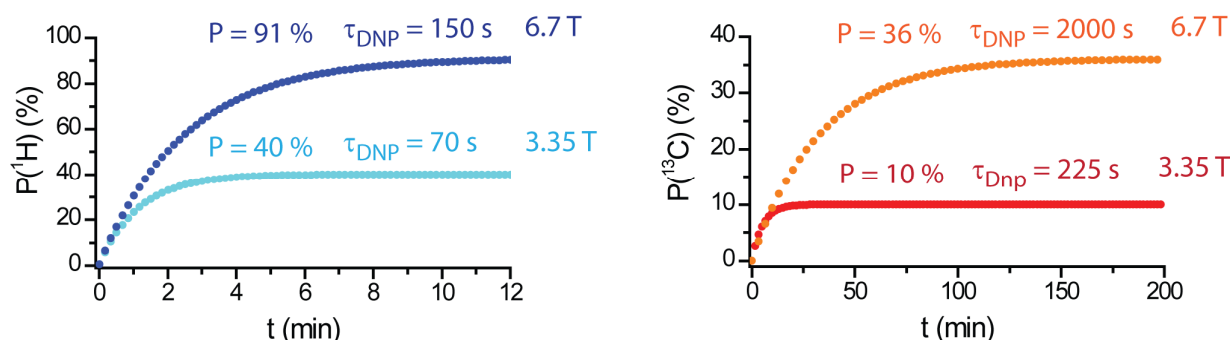 P = 91 % τDNP = 150 s 6.7 T
P = 40 % τDNP = 70 s 3.35 T
P(¹H) (%)
100
80
60
40
20
0
0 2 4 6 8 10 12
t (min)
P = 36 % τDNP = 2000 s 6.7 T
P = 10 % τDnp = 225 s 3.35 T
P(¹³C) (%)
40
30
20
10
0
0 50 100 150 200
t (min)